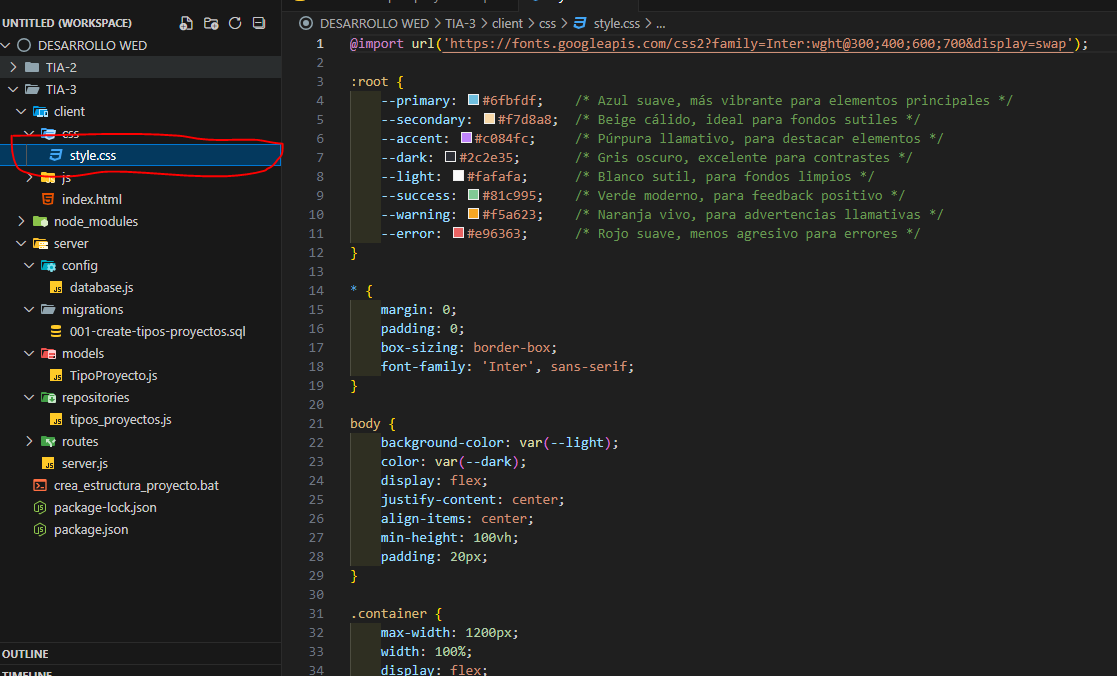 UNTITLED (WORKSPACE)
DESARROLLO WED
TIA-2
TIA-3
client
css
style.css
js
index.html
node_modules
server
config
database.js
migrations
001-create-tipos-proyectos.sql
models
TipoProyecto.js
repositories
tipos_proyectos.js
routes
server.js
crea_estructura_proyecto.bat
package-lock.json
package.json
OUTLINE
TIMELINE
DESARROLLO WED > TIA-3 > client > css > style.css > ...
1 @import url('https://fonts.googleapis.com/css2?family=Inter:wght@300;400;600;700&display=swap');
2
3 :root {
4 --primary: #6fbfdf; /* Azul suave, más vibrante para elementos principales */
5 --secondary: #f7d8a8; /* Beige cálido, ideal para fondos sutiles */
6 --accent: #c084fc; /* Púrpura llamativo, para destacar elementos */
7 --dark: #2c2e35; /* Gris oscuro, excelente para contrastes */
8 --light: #fafafa; /* Blanco sutil, para fondos limpios */
9 --success: #81c995; /* Verde moderno, para feedback positivo */
10 --warning: #f5a623; /* Naranja vivo, para advertencias llamativas */
11 --error: #e96363; /* Rojo suave, menos agresivo para errores */
12 }
13
14 * {
15 margin: 0;
16 padding: 0;
17 box-sizing: border-box;
18 font-family: 'Inter', sans-serif;
19 }
20
21 body {
22 background-color: var(--light);
23 color: var(--dark);
24 display: flex;
25 justify-content: center;
26 align-items: center;
27 min-height: 100vh;
28 padding: 20px;
29 }
30
31 .container {
32 max-width: 1200px;
33 width: 100%;
34 display: flex;